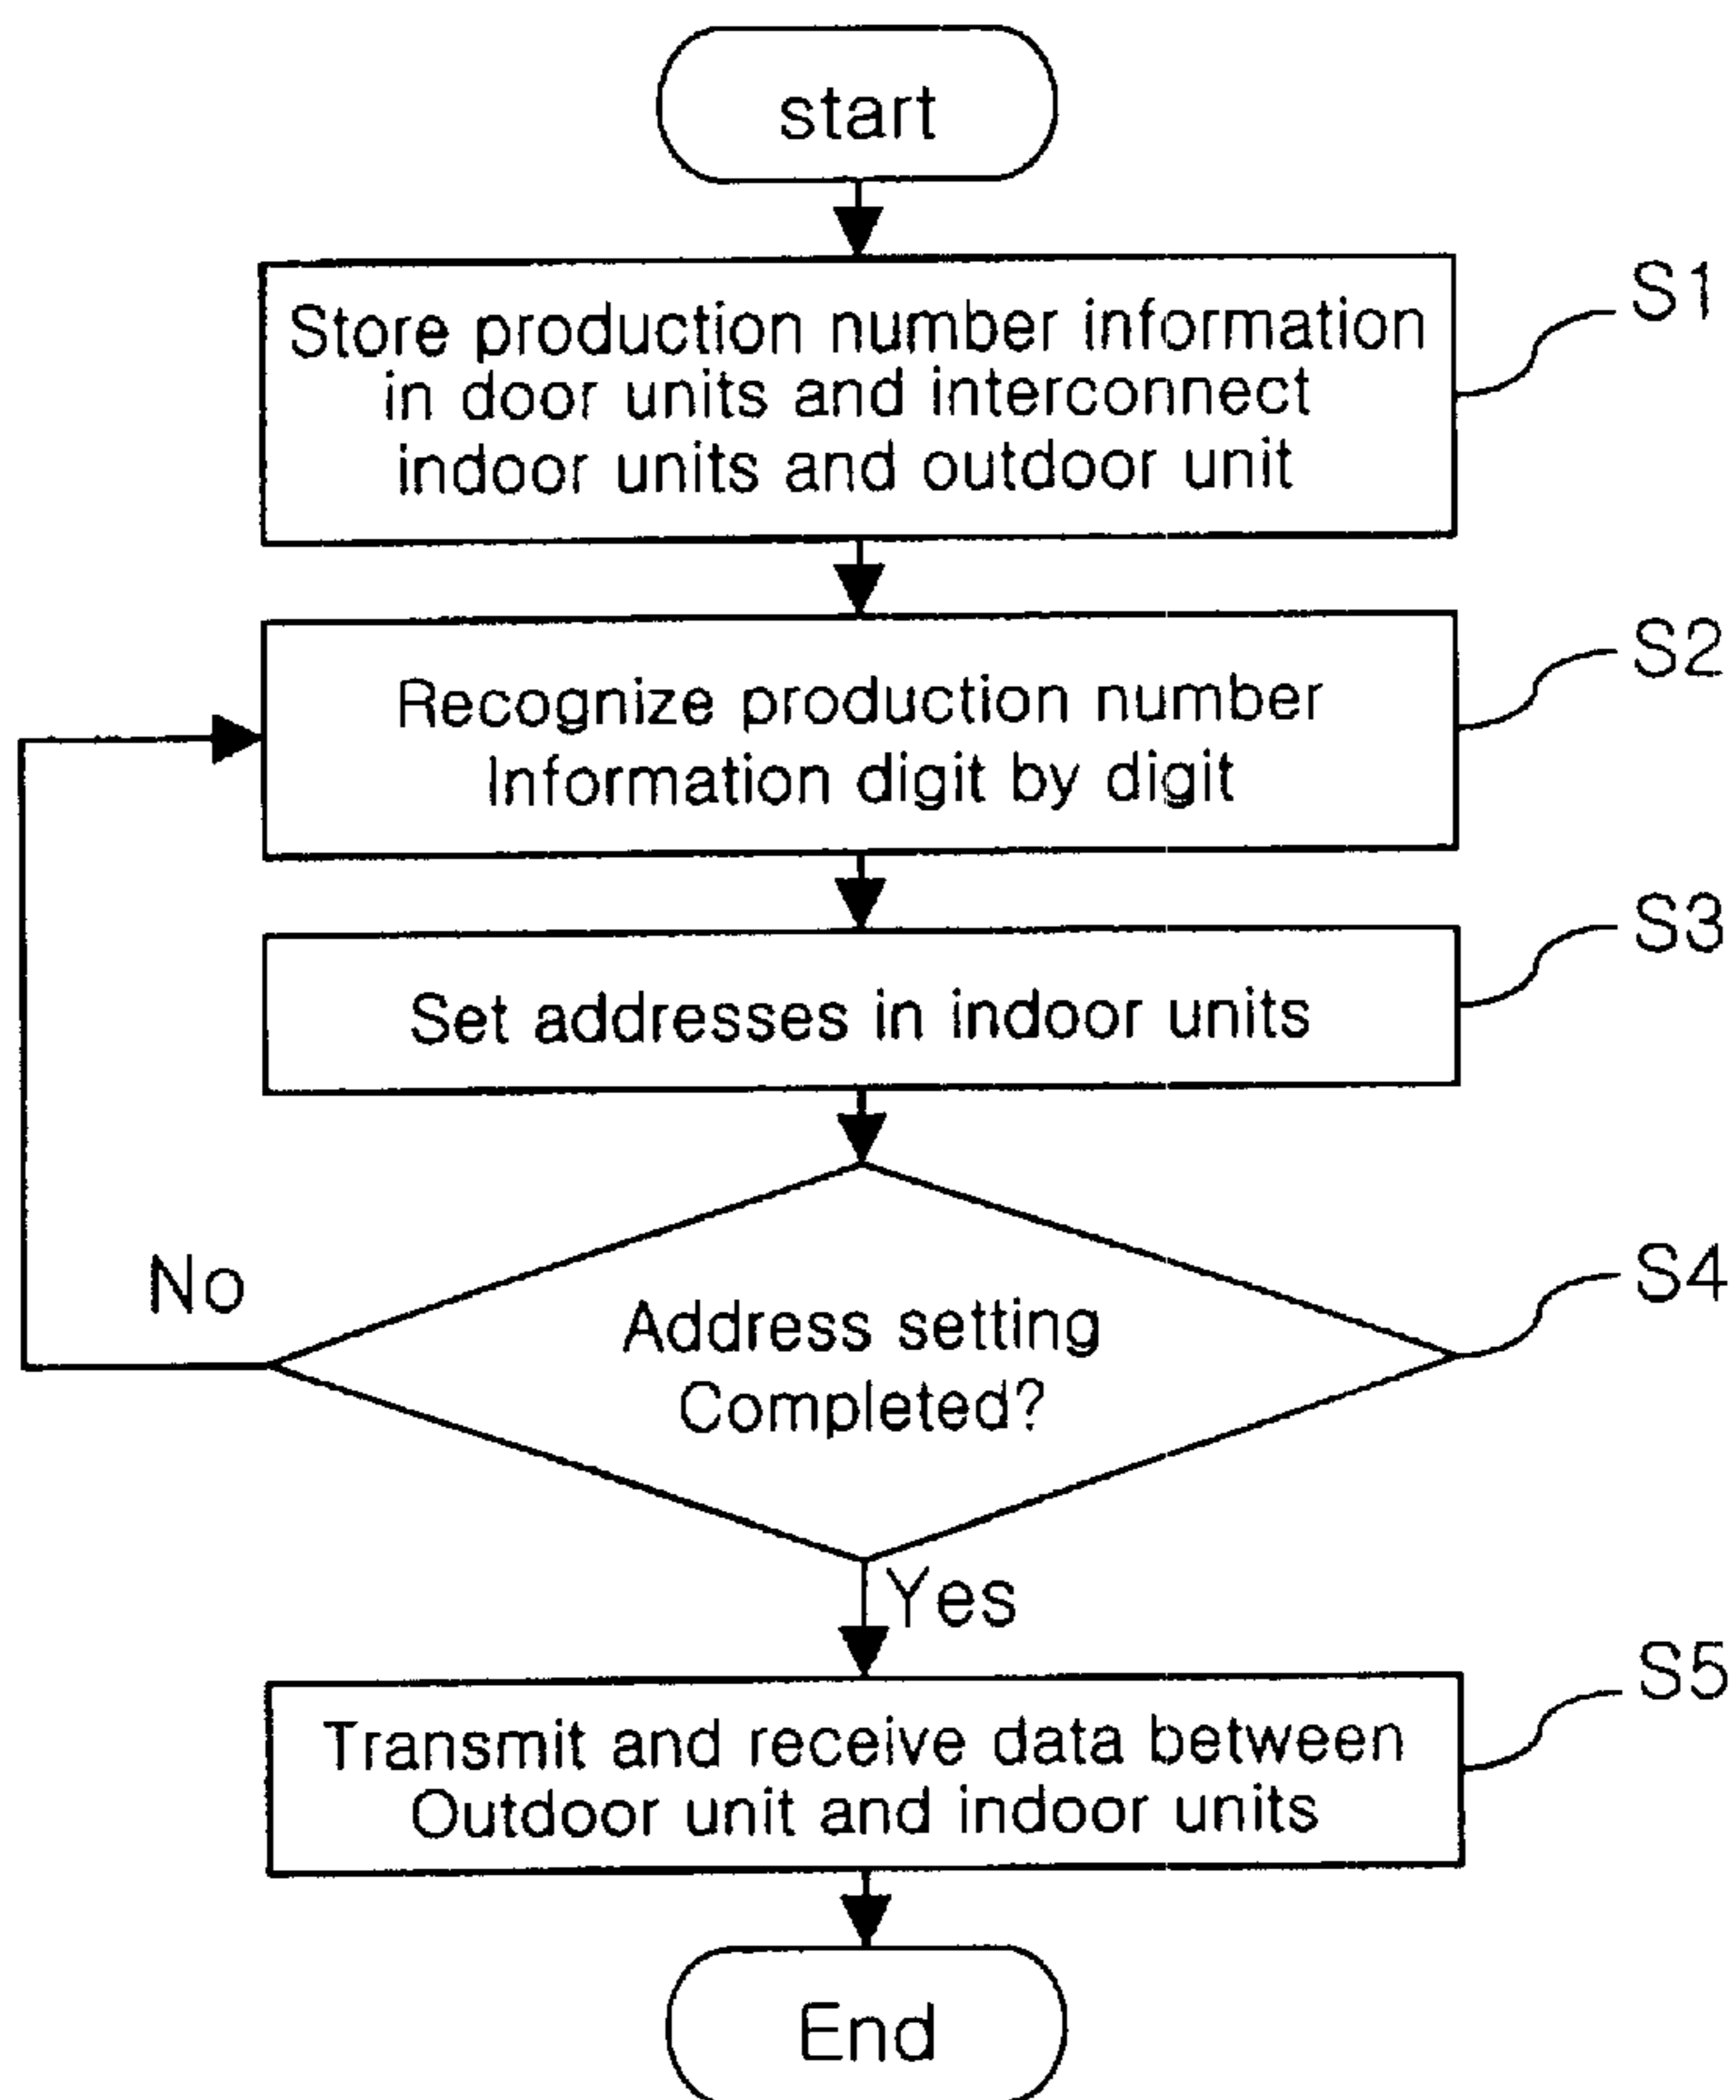 start
Store production number information
in door units and interconnect
indoor units and outdoor unit
S1
Recognize production number
Information digit by digit
S2
Set addresses in indoor units
S3
Address setting
Completed?
S4
No
Yes
Transmit and receive data between
Outdoor unit and indoor units
S5
End